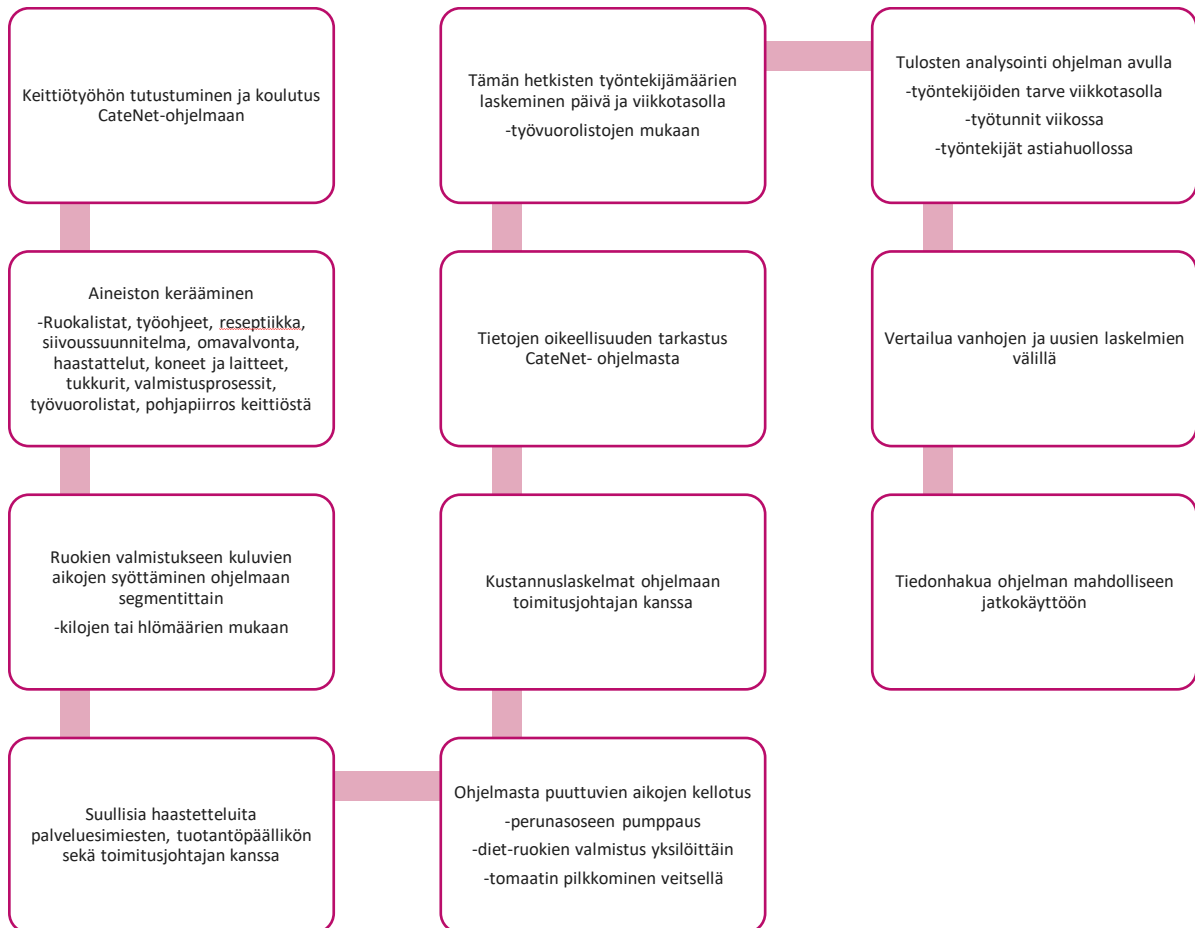 Keittiötyöhön tutustuminen ja koulutus
CateNet-ohjelmaan
Aineiston kerääminen
-Ruokalistat, työohjeet, reseptiikka,
siivoussuunnitelma, omavalvonta,
haastattelut, koneet ja laitteet,
tukkurit, valmistusprosessit,
työvuorolistat, pohjapiirros keittiöstä
Ruokien valmistukseen kuluvien
aikojen syöttäminen ohjelmaan
segmentittain
-kilojen tai hlömäärien mukaan
Suullisia haastetteluita
palveluesimiesten, tuotantöpäällikön
sekä toimitusjohtajan kanssa
Ohjelmasta puuttuvien aikojen kellotus
-perunasoseen pumppaus
-diet-ruokien valmistus yksilöittäin
-tomaatin pilkkominen veitsellä
Kustannuslaskelmat ohjelmaan
toimitusjohtajan kanssa
Tietojen oikeellisuuden tarkastus
CateNet- ohjelmasta
Tämän hetkisten työntekijämäärien
laskeminen päivä ja viikkotasolla
-työvuorolistojen mukaan
Tulosten analysointi ohjelman avulla
-työntekijöiden tarve viikkotasolla
-työtunnit viikossa
-työntekijät astiahuollossa
Vertailua vanhojen ja uusien laskelmien
välillä
Tiedonhakua ohjelman mahdolliseen
jatkokäyttöön